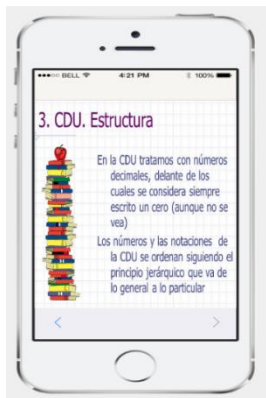 BELL 4:21 PM 100%
3. CDU. Estructura
En la CDU tratamos con números
decimales, delante de los
cuales se considera siempre
escrito un cero (aunque no se
vea)
Los números y las notaciones de
la CDU se ordenan siguiendo el
principio jerárquico que va de
lo general a lo particular